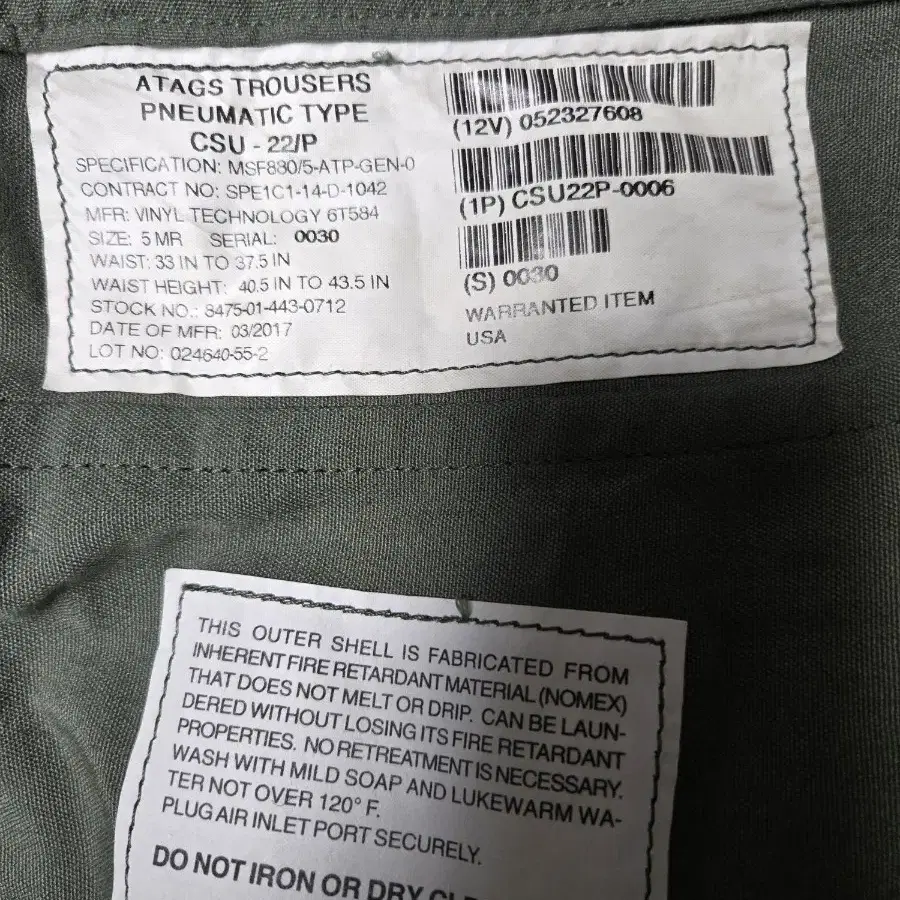 ATAGS TROUSERS
PNEUMATIC TYPE
CSU - 22/P
SPECIFICATION: MSF830/5-ATP-GEN-0
CONTRACT NO: SPE1C1-14-D-1042
MFR: VINYL TECHNOLOGY 6T584
SIZE: 5 MR SERIAL: 0030
WAIST: 33 IN TO 37.5 IN
WAIST HEIGHT: 40.5 IN TO 43.5 IN
STOCK NO.: 8475-01-443-0712
DATE OF MFR: 03/2017
LOT NO: 024640-55-2
(12V) 052327608
(1P) CSU22P-0006
(S) 0030
WARRANTED ITEM
USA
THIS OUTER SHELL IS FABRICATED FROM
INHERENT FIRE RETARDANT MATERIAL (NOMEX)
THAT DOES NOT MELT OR DRIP. CAN BE LAUN-
DERED WITHOUT LOSING ITS FIRE RETARDANT
PROPERTIES. NO RETREATMENT IS NECESSARY.
WASH WITH MILD SOAP AND LUKEWARM WA-
TER NOT OVER 120° F.
PLUG AIR INLET PORT SECURELY.
DO NOT IRON OR DRY